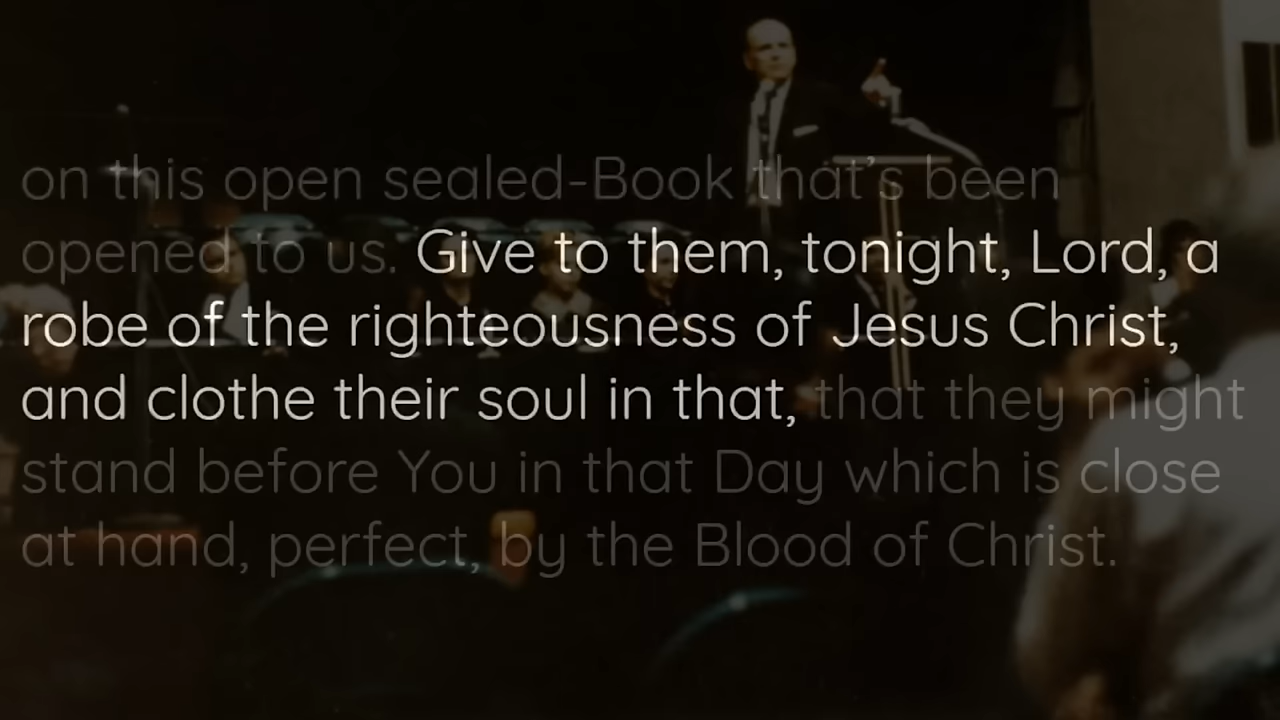 on this open sealed-Book that’s been
opened to us. Give to them, tonight, Lord, a
robe of the righteousness of Jesus Christ,
and clothe their soul in that, that they might
stand before You in that Day which is close
at hand, perfect, by the Blood of Christ.